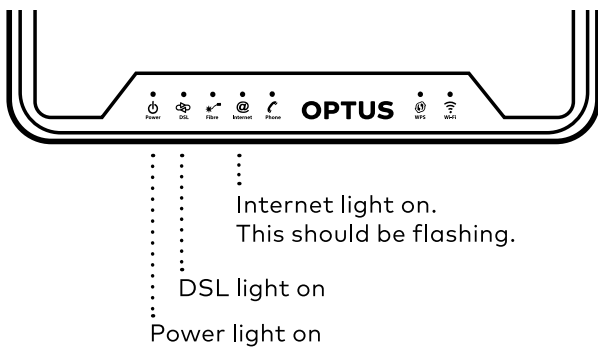 Power DSL Fibre Internet Phone OPTUS WPS Wi-Fi
Internet light on.
This should be flashing.
DSL light on
Power light on